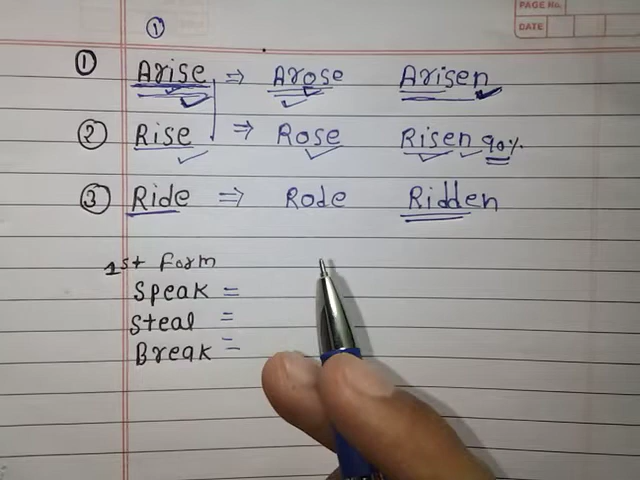 PAGE No.
DATE
①
① Arise ⇒ Arose Arisen
② Rise ⇒ Rose Risen 90%
③ Ride ⇒ Rode Ridden
1st Form
Speak =
Steal =
Break =